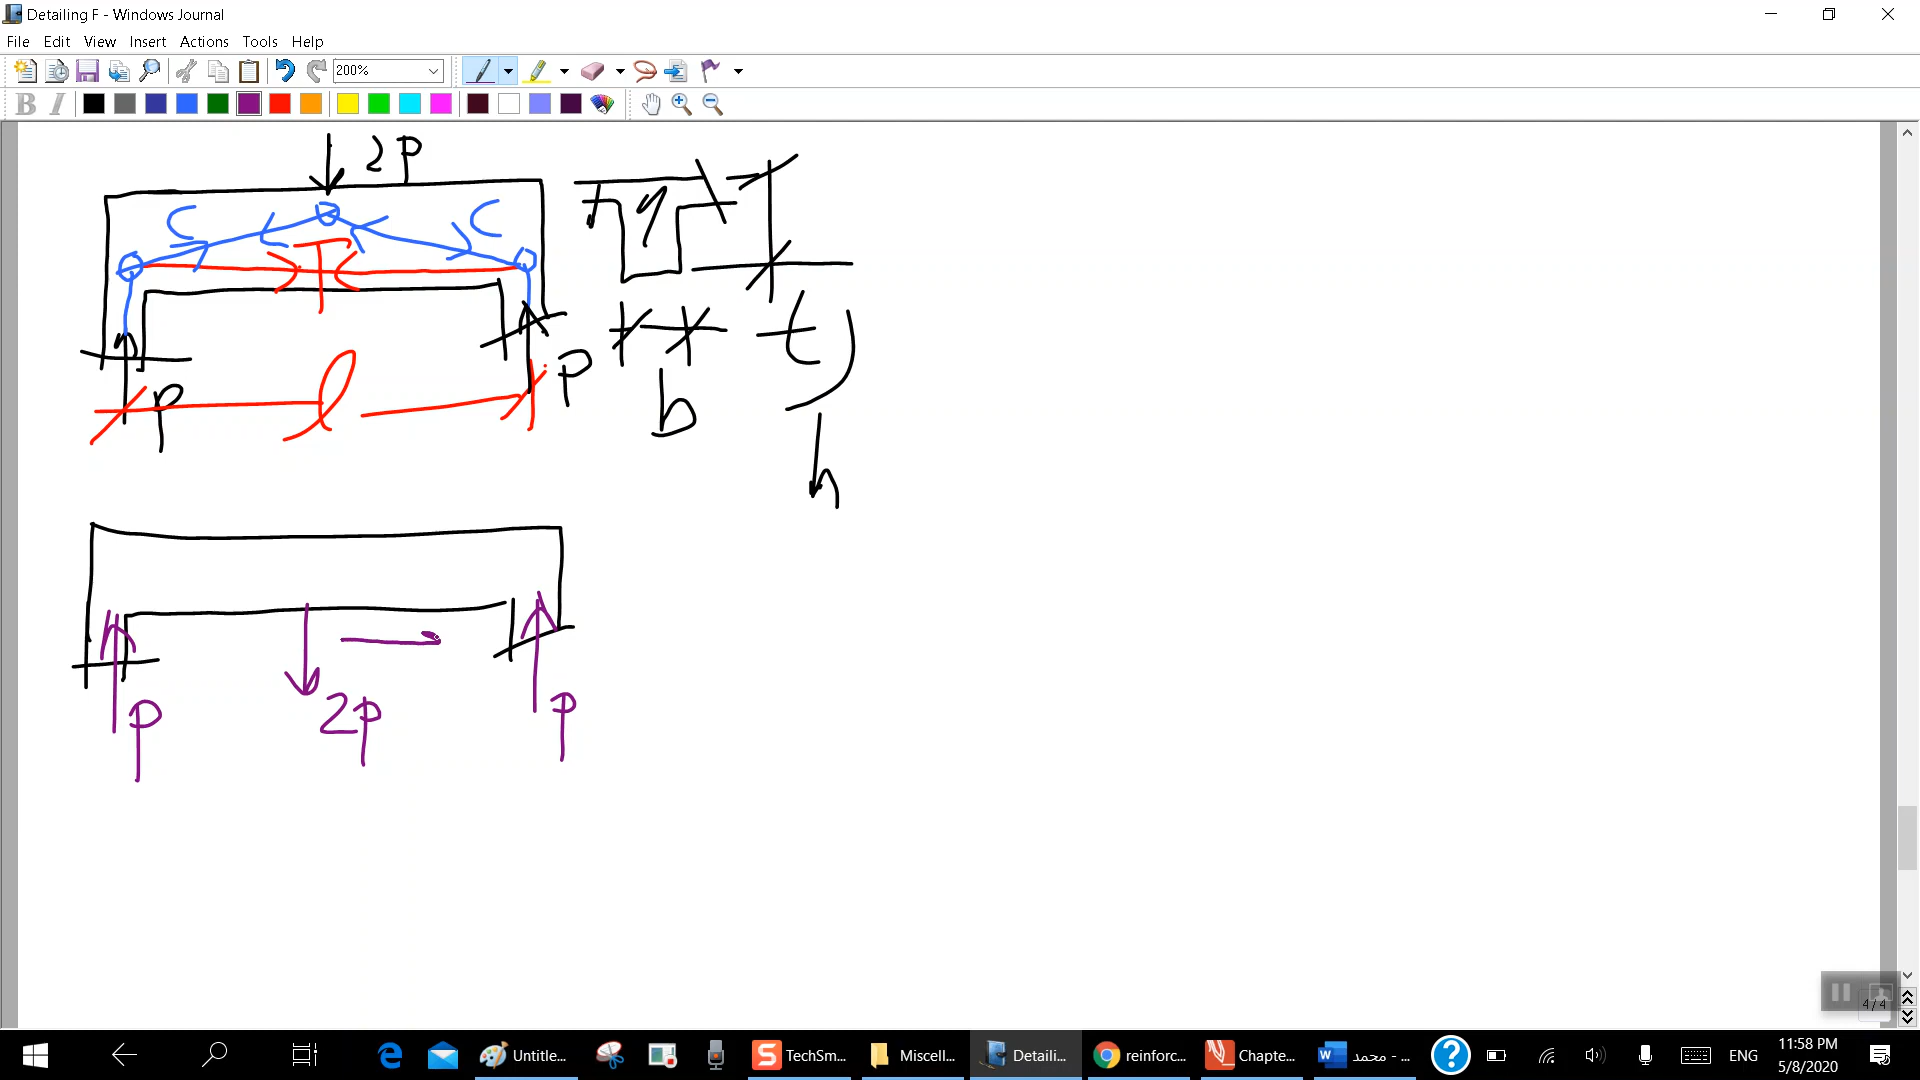 Detailing F - Windows Journal
File Edit View Insert Actions Tools Help
200%
B I
2P
C C
T
P l P
b
t
h
P 2P P
4 / 4
Untitle... TechSm... Miscell... Detaili... reinforc... Chapte... محمد - ... ENG
11:58 PM
5/8/2020